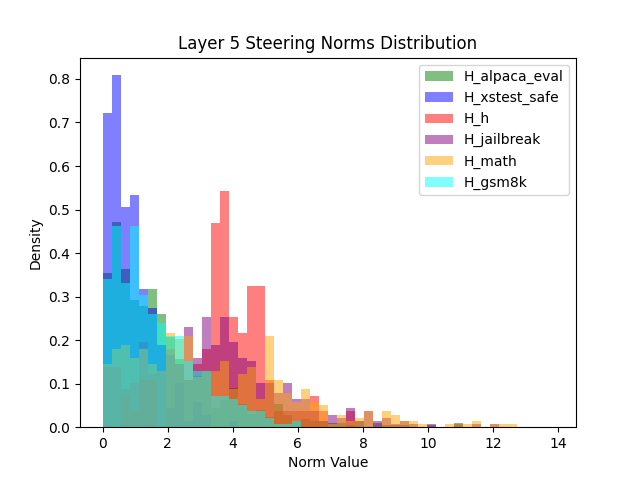 Layer 5 Steering Norms Distribution
H_alpaca_eval
H_xstest_safe
H_h
H_jailbreak
H_math
H_gsm8k
Density
0.8
0.7
0.6
0.5
0.4
0.3
0.2
0.1
0.0
0 2 4 6 8 10 12 14
Norm Value